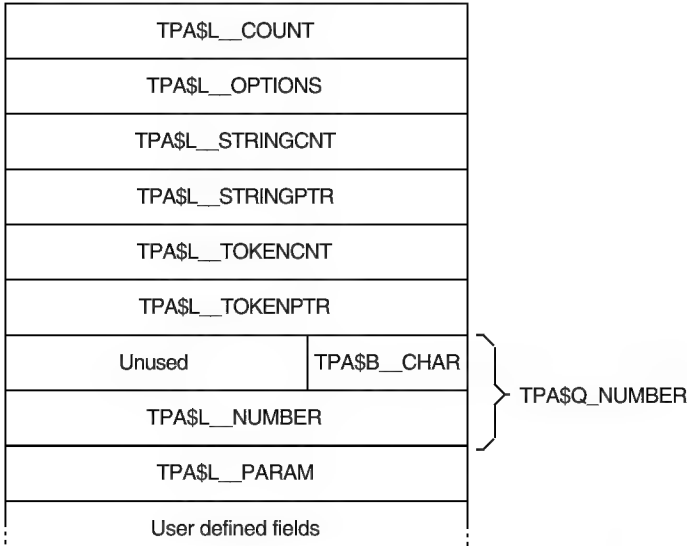 TPA$L__COUNT
TPA$L__OPTIONS
TPA$L__STRINGCNT
TPA$L__STRINGPTR
TPA$L__TOKENCNT
TPA$L__TOKENPTR
Unused TPA$B__CHAR
TPA$Q_NUMBER
TPA$L__NUMBER
TPA$L__PARAM
User defined fields